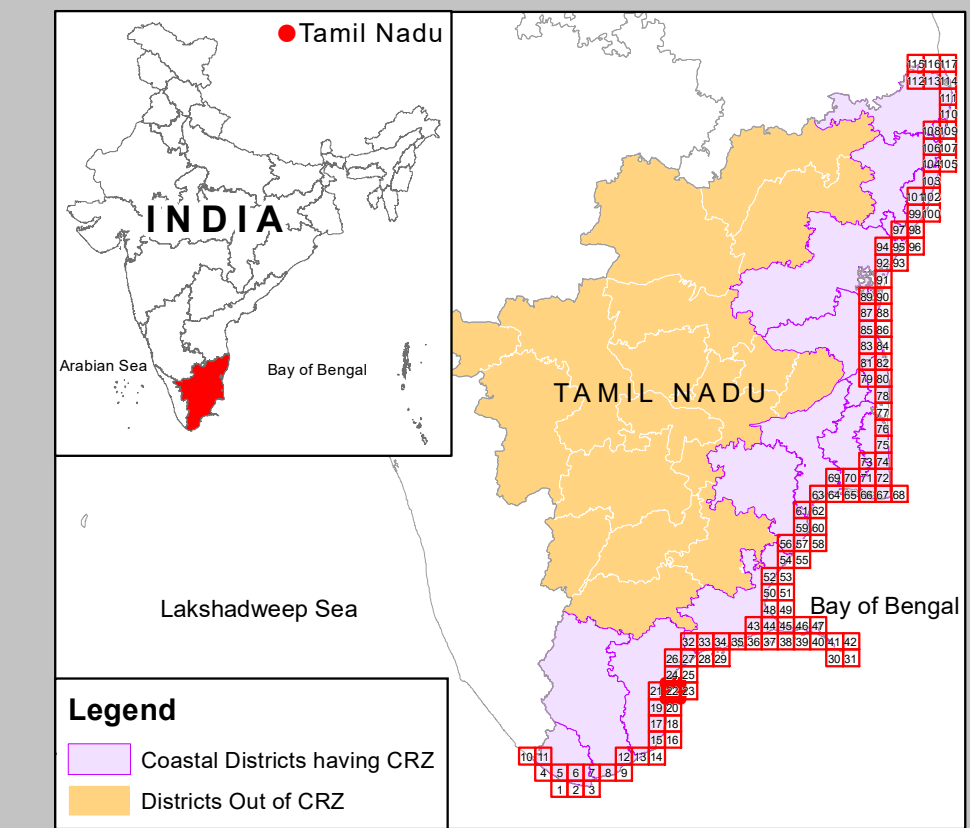 Tamil Nadu
INDIA
Arabian Sea
Bay of Bengal
115 116 117
112 113 114
111
110
108 109
106 107
104 105
103
101 102
99 100
97 98
94 95 96
92 93
91
89 90
87 88
85 86
83 84
81 82
79 80
TAMIL NADU
78
77
76
75
73 74
69 70 71 72
63 64 65 66 67 68
61 62
59 60
56 57 58
54 55
52 53
50 51
48 49
Lakshadweep Sea
Bay of Bengal
43 44 45 46 47
32 33 34 35 36 37 38 39 40 41 42
26 27 28 29 30 31
24 25
21 22 23
19 20
17 18
15 16
10 11 12 13 14
4 5 6 7 8 9
1 2 3
Legend
Coastal Districts having CRZ
Districts Out of CRZ